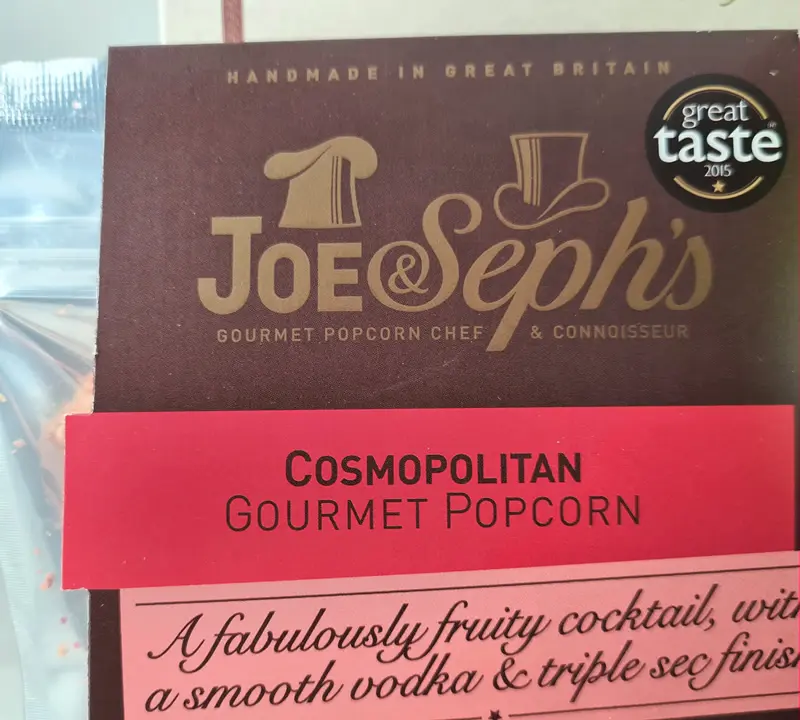 HANDMADE IN GREAT BRITAIN
great
taste
2015
JOE & Seph's
GOURMET POPCORN CHEF & CONNOISSEUR
COSMOPOLITAN
GOURMET POPCORN
A fabulously fruity cocktail, with
a smooth vodka & triple sec finish